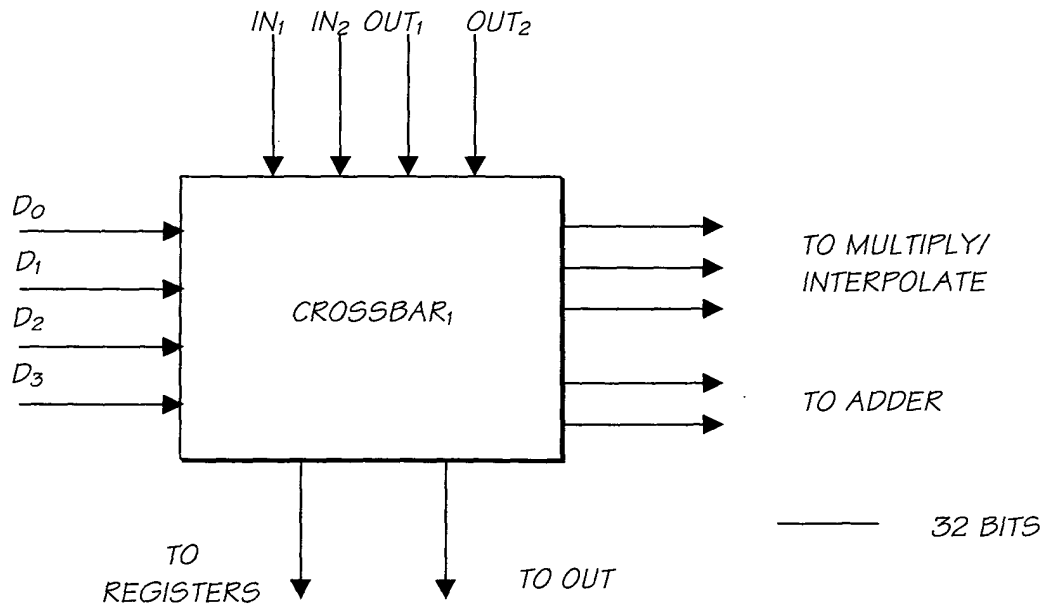 IN₁ IN₂ OUT₁ OUT₂
D₀
D₁
D₂
D₃
CROSSBAR₁
TO MULTIPLY/
INTERPOLATE
TO ADDER
32 BITS
TO
REGISTERS
TO OUT